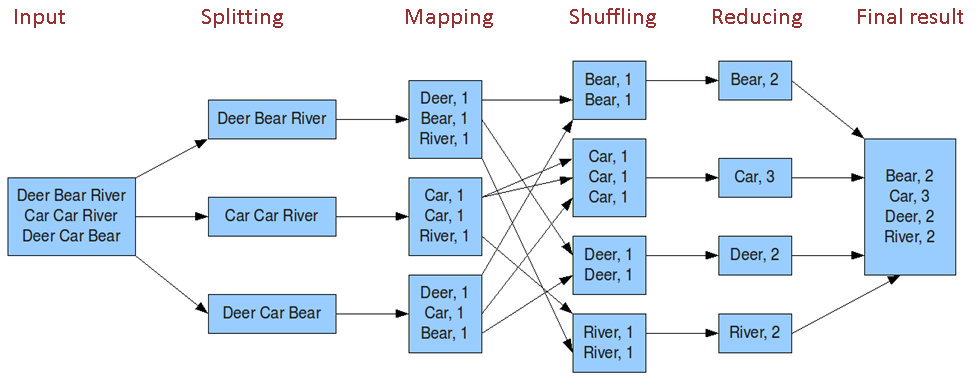 Input
Splitting
Mapping
Shuffling
Reducing
Final result
Deer Bear River
Car Car River
Deer Car Bear
Deer Bear River
Car Car River
Deer Car Bear
Deer, 1
Bear, 1
River, 1
Car, 1
Car, 1
River, 1
Deer, 1
Car, 1
Bear, 1
Bear, 1
Bear, 1
Car, 1
Car, 1
Car, 1
Deer, 1
Deer, 1
River, 1
River, 1
Bear, 2
Car, 3
Deer, 2
River, 2
Bear, 2
Car, 3
Deer, 2
River, 2